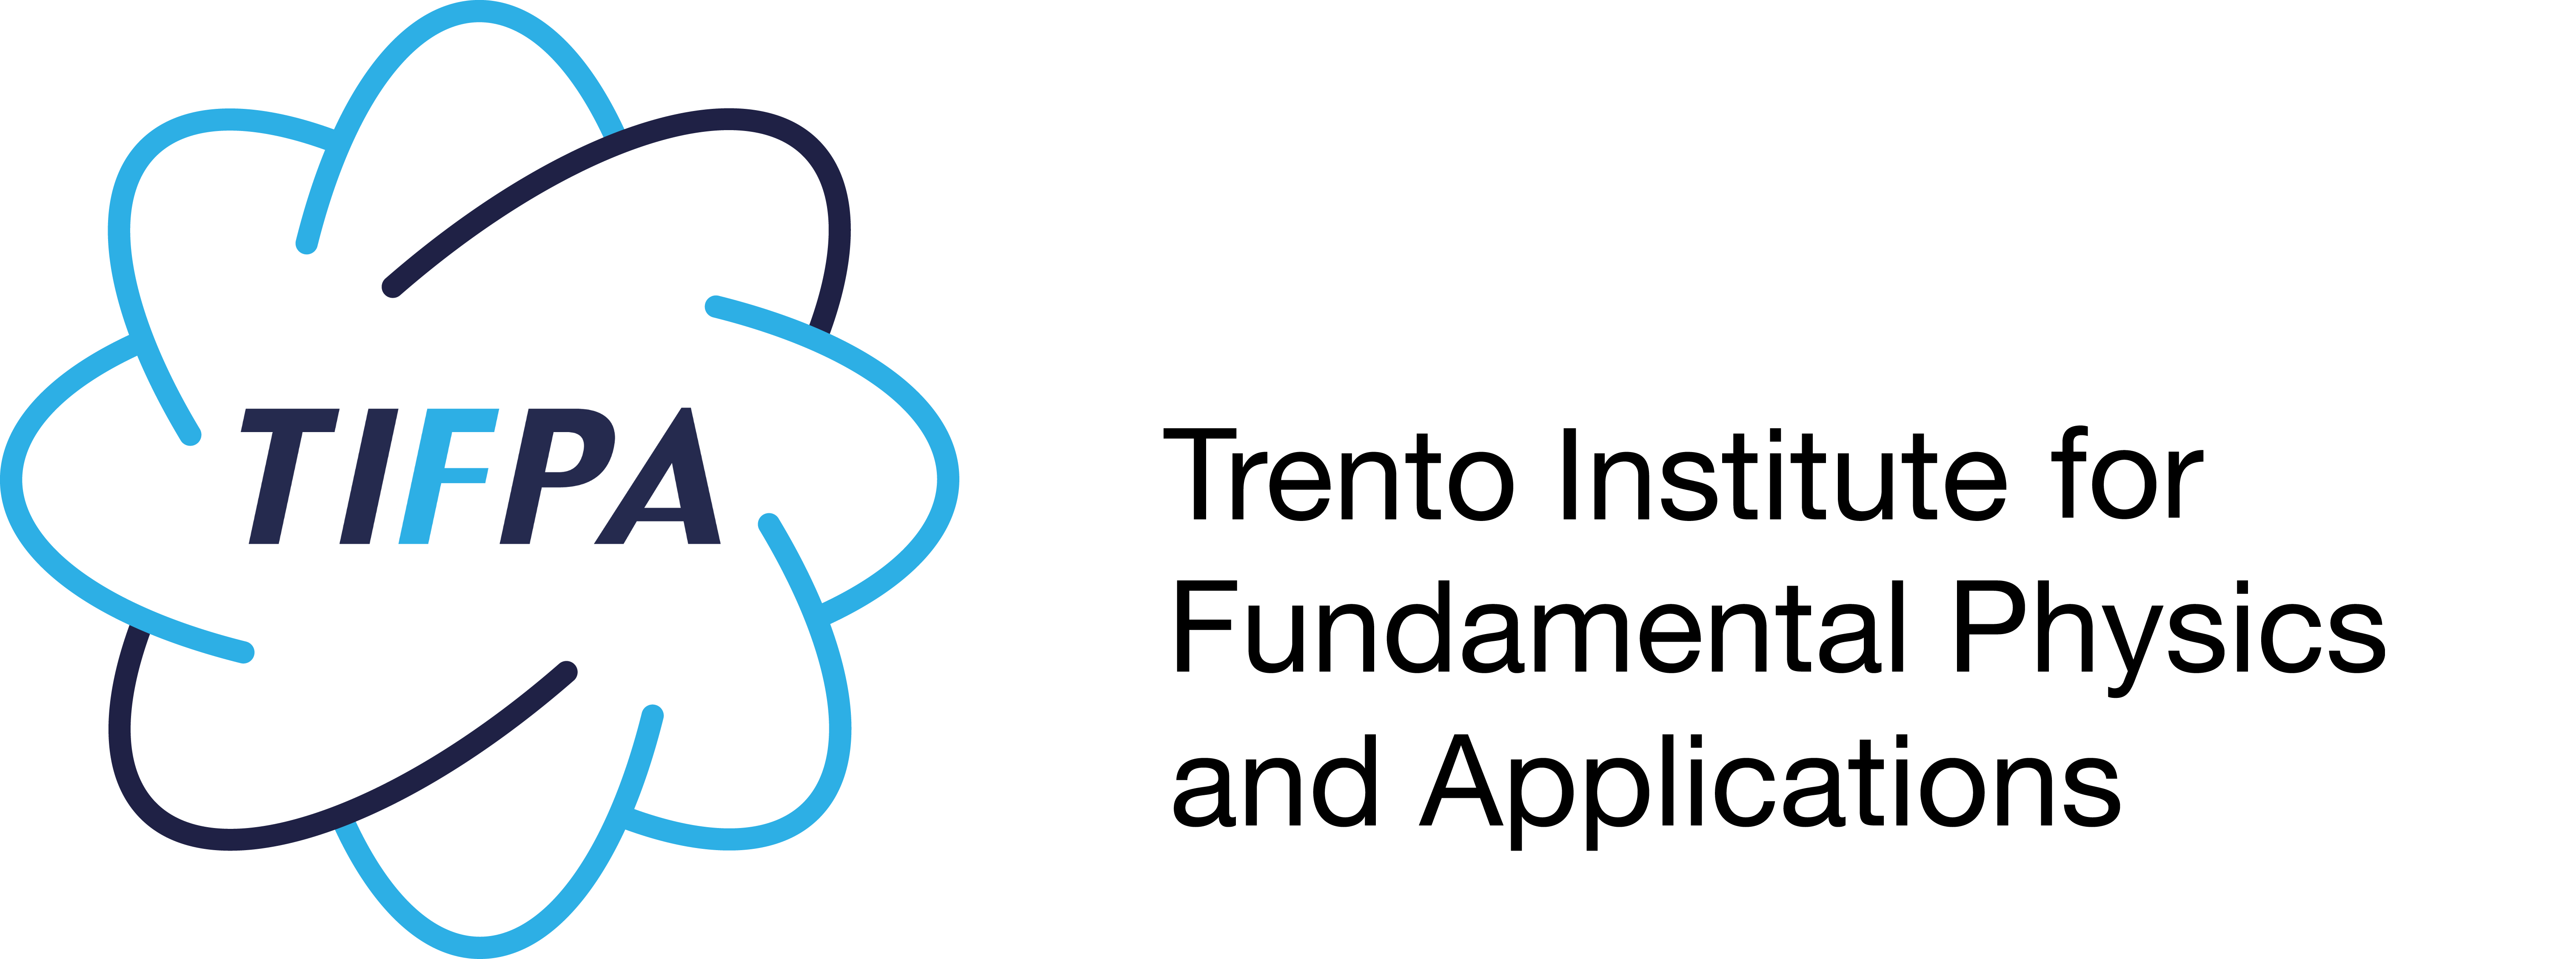 TIFPA
Trento Institute for
Fundamental Physics
and Applications